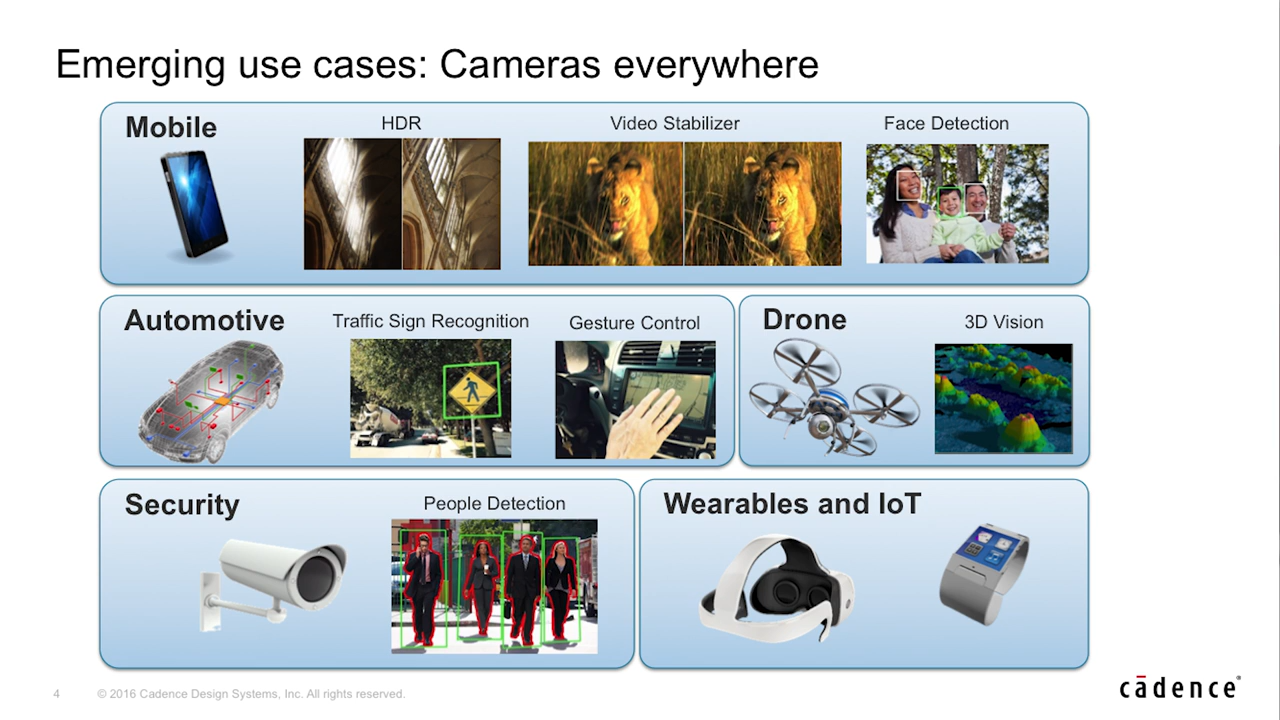 Emerging use cases: Cameras everywhere
Mobile
HDR
Video Stabilizer
Face Detection
Automotive
Traffic Sign Recognition
Gesture Control
Drone
3D Vision
Security
People Detection
Wearables and IoT
4
© 2016 Cadence Design Systems, Inc. All rights reserved.
cādence®